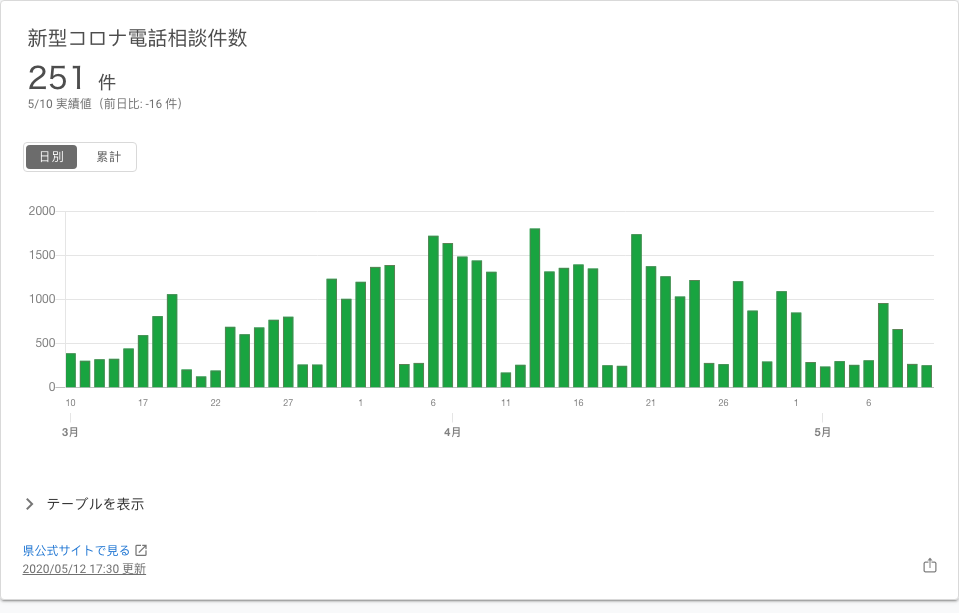 新型コロナ電話相談件数
251 件
5/10 実績値（前日比: -16 件）
日別 累計
2000
1500
1000
500
0
10 17 22 27 1 6 11 16 21 26 1 6
3月 4月 5月
テーブルを表示
県公式サイトで見る
2020/05/12 17:30 更新